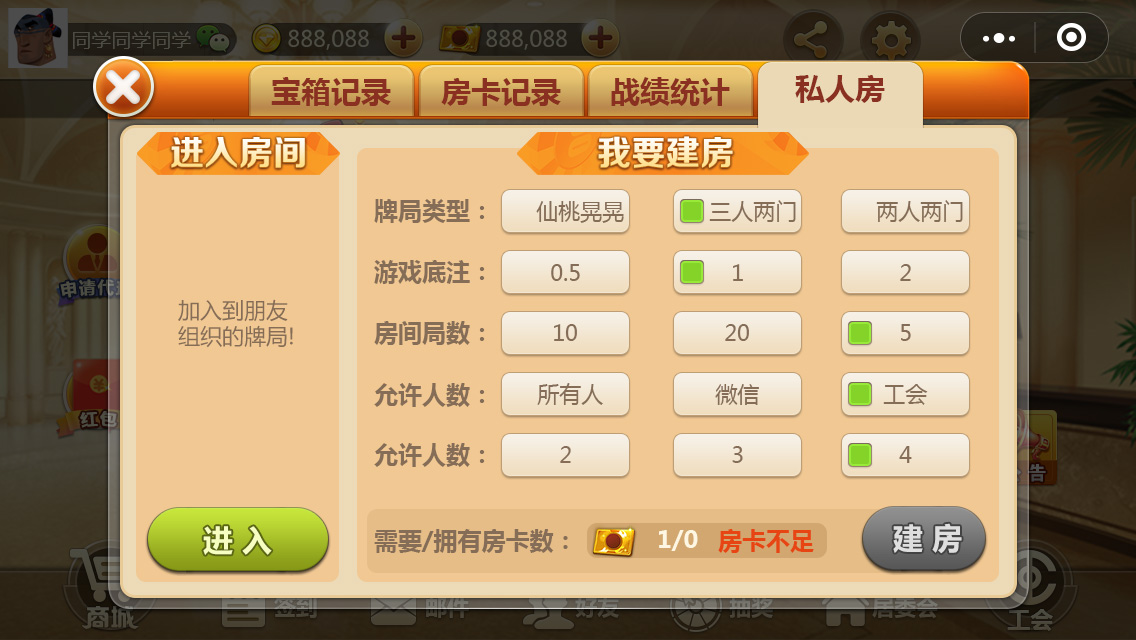 同学同学同学 888,088 888,088
宝箱记录 房卡记录 战绩统计 私人房
进入房间 我要建房
牌局类型： 仙桃晃晃 三人两门 两人两门
游戏底注： 0.5 1 2
申请代
加入到朋友
组织的牌局!
房间局数： 10 20 5
允许人数： 所有人 微信 工会
红包
允许人数： 2 3 4
告
进入
需要/拥有房卡数： 1/0 房卡不足 建房
商城 签到 邮件 好友 抽奖 居委会 工会